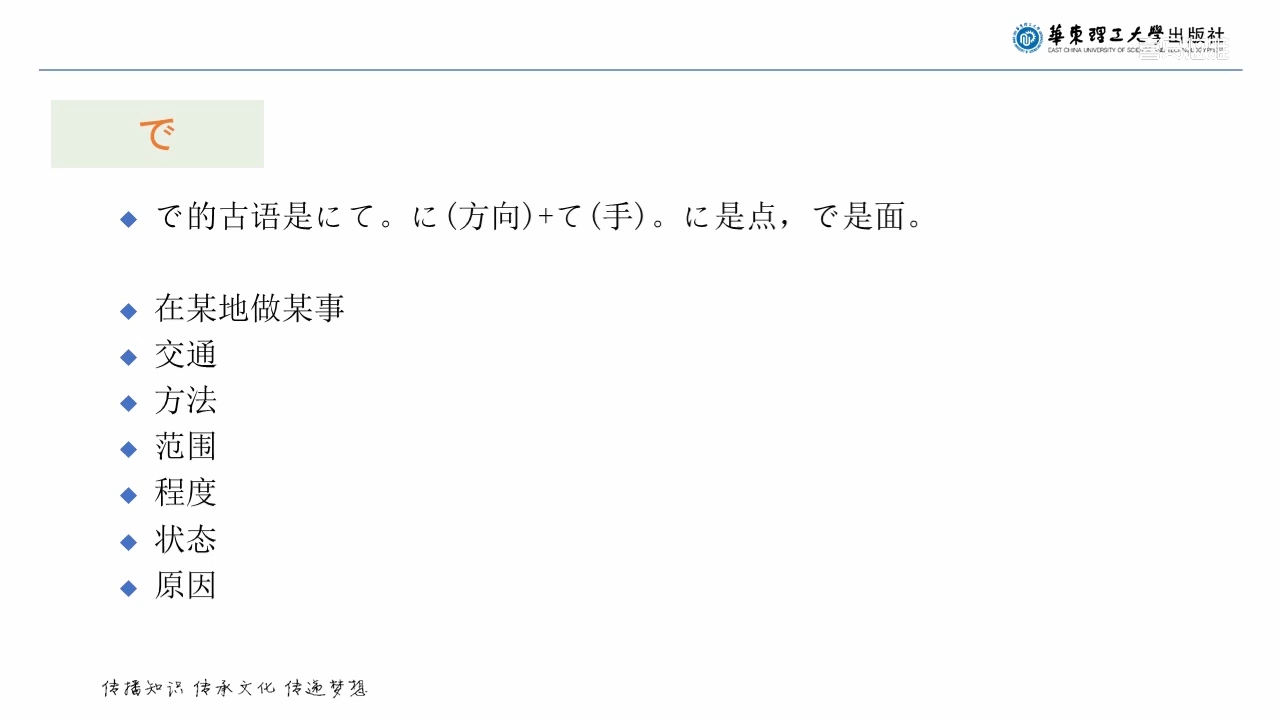 華東理工大學出版社
で
で的古语是にて。に(方向)+て(手)。に是点，で是面。
在某地做某事
交通
方法
范围
程度
状态
原因
传播知识 传承文化 传递梦想